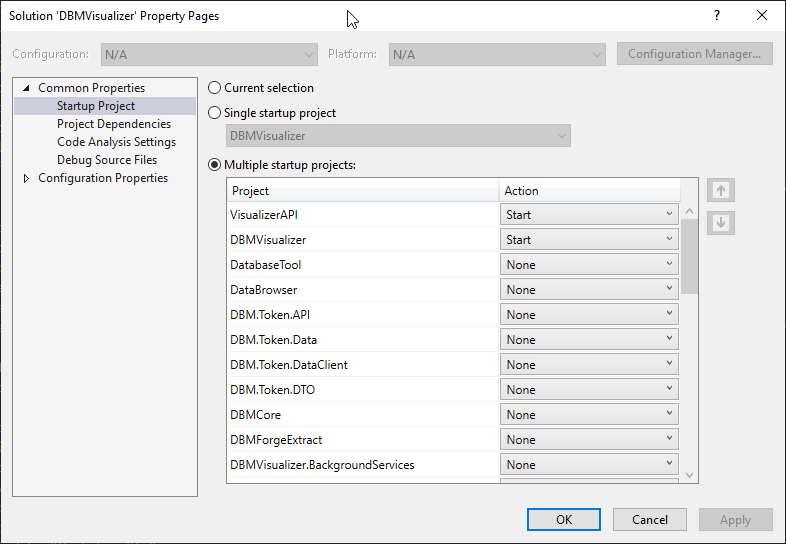 Solution 'DBMVisualizer' Property Pages
?
Configuration: N/A Platform: N/A Configuration Manager...
Common Properties
Startup Project
Project Dependencies
Code Analysis Settings
Debug Source Files
Configuration Properties
Current selection
Single startup project
DBMVisualizer
Multiple startup projects:
Project Action
VisualizerAPI Start
DBMVisualizer Start
DatabaseTool None
DataBrowser None
DBM.Token.API None
DBM.Token.Data None
DBM.Token.DataClient None
DBM.Token.DTO None
DBMCore None
DBMForgeExtract None
DBMVisualizer.BackgroundServices None
OK Cancel Apply